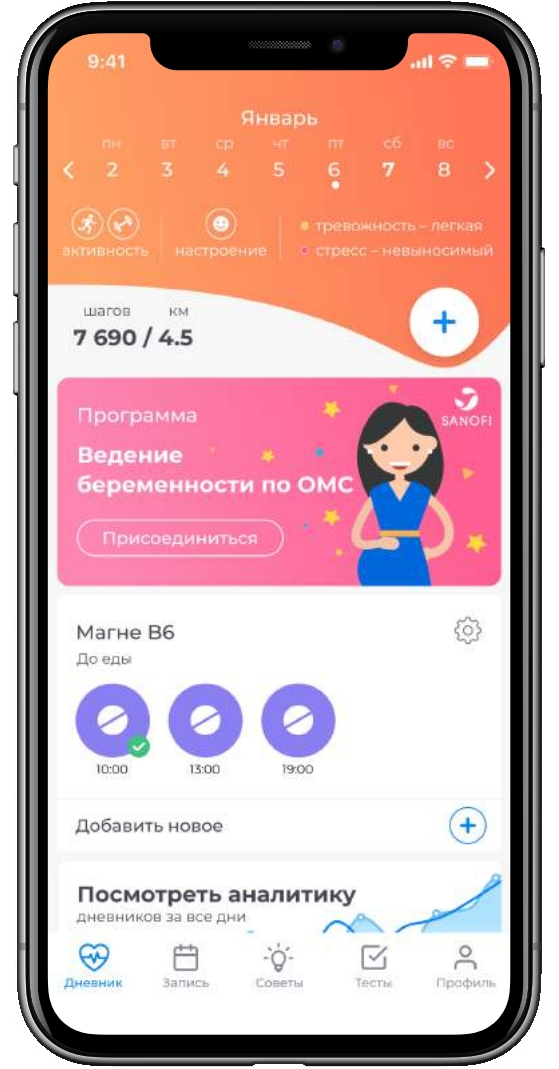 9:41
Январь
пн вт ср чт пт сб вс
2 3 4 5 6 7 8
активность
настроение
тревожность – легкая
стресс – невыносимый
шагов км
7 690 / 4.5
SANOFI
Программа
Ведение
беременности по ОМС
Присоединиться
Магне B6
До еды
10:00 13:00 19:00
Добавить новое
Посмотреть аналитику
дневников за все дни
Дневник Запись Советы Тесты Профиль